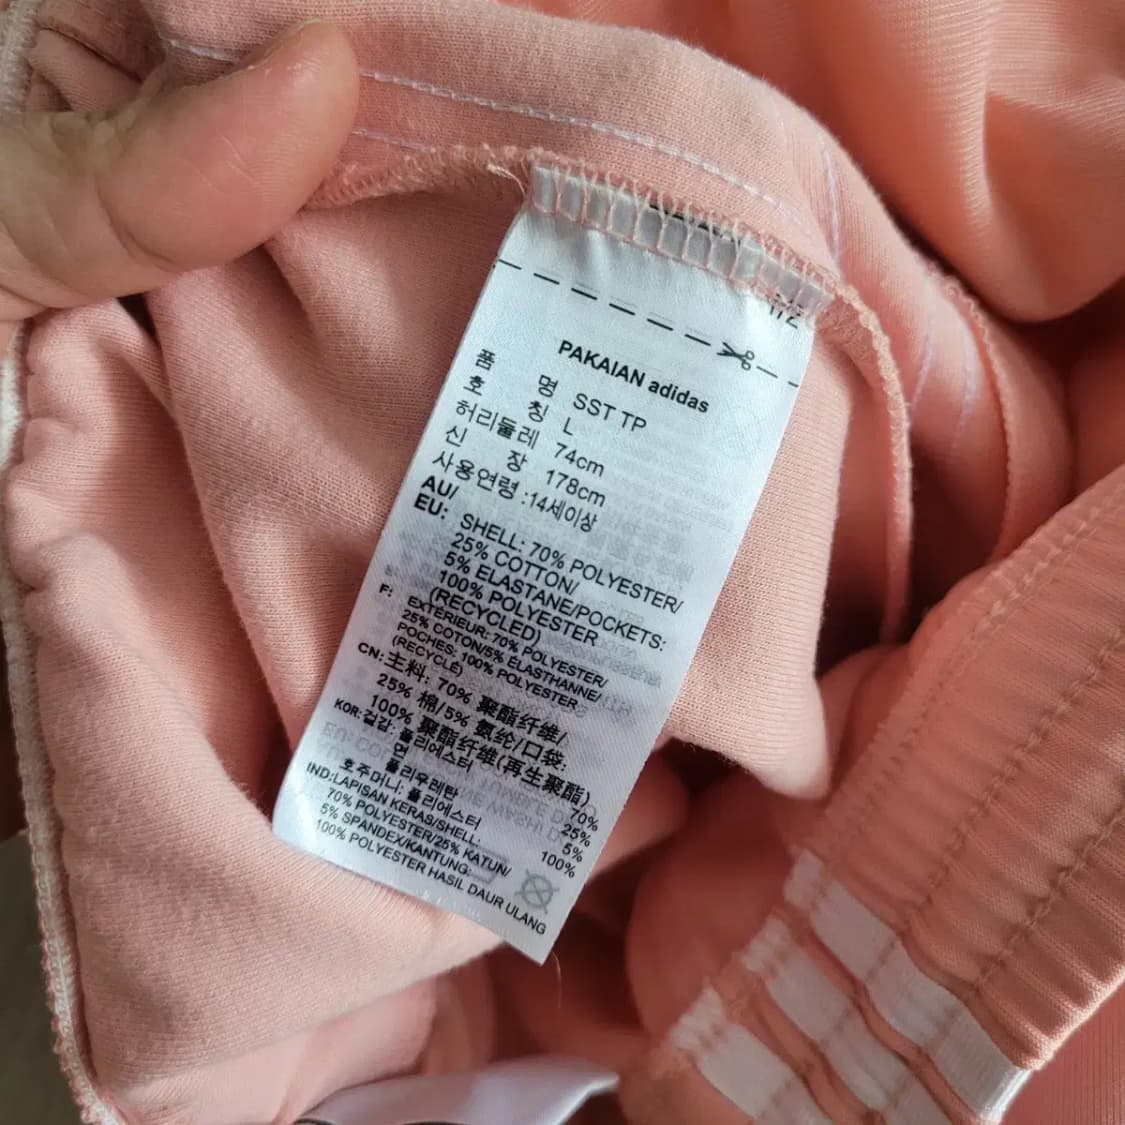 PAKAIAN adidas
품 명 SST TP
호 칭 L
허리둘레 74cm
신 장 178cm
사용연령 :14세이상
AU/
EU: SHELL: 70% POLYESTER/
25% COTTON/
5% ELASTANE/POCKETS:
100% POLYESTER
(RECYCLED)
F: EXTÉRIEUR: 70% POLYESTER/
25% COTON/5% ÉLASTHANNE/
POCHES: 100% POLYESTER
(RECYCLÉ)
CN: 主料: 70% 聚酯纤维/
25% 棉/5% 氨纶/口袋:
100% 聚酯纤维(再生聚酯)
KOR: 겉감: 폴리에스터 70%
면 25%
폴리우레탄 5%
호주머니: 폴리에스터 100%
IND:LAPISAN KERAS/SHELL:
70% POLYESTER/25% KATUN/
5% SPANDEX/KANTUNG:
100% POLYESTER HASIL DAUR ULANG